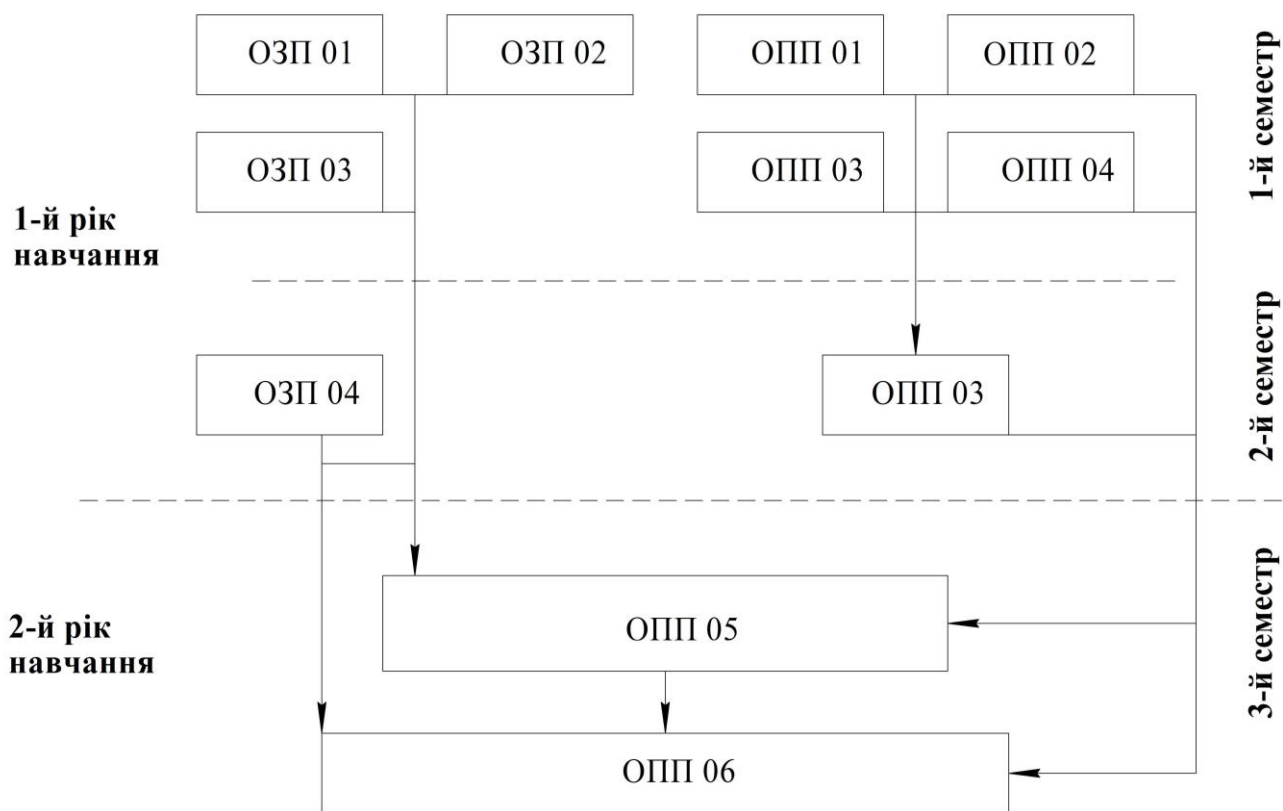 ОЗП 01
ОЗП 02
ОПП 01
ОПП 02
1-й семестр
ОЗП 03
ОПП 03
ОПП 04
1-й рік
навчання
ОЗП 04
ОПП 03
2-й семестр
2-й рік
навчання
ОПП 05
3-й семестр
ОПП 06